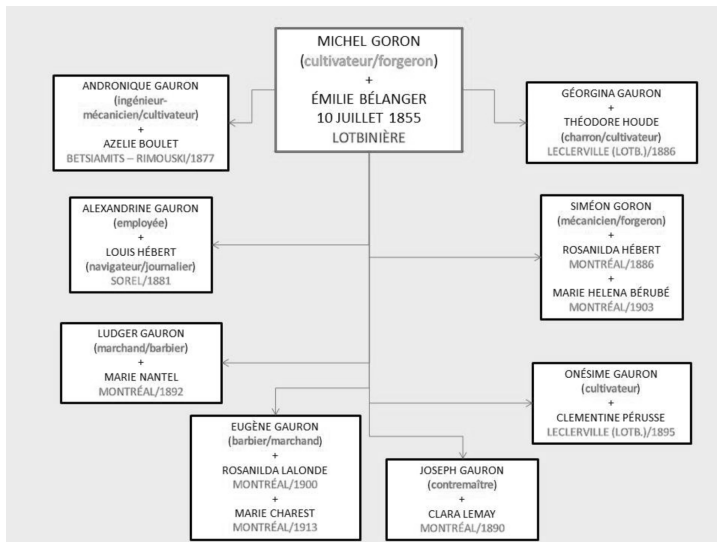 MICHEL GORON
(cultivateur/forgeron)
+
ÉMILIE BÉLANGER
10 JUILLET 1855
LOTBINIÈRE
ANDRONIQUE GAURON
(ingénieur-
mécanicien/cultivateur)
+
AZELIE BOULET
BETSIAMITS – RIMOUSKI/1877
GÉORGINA GAURON
+
THÉODORE HOUDE
(charron/cultivateur)
LECLERVILLE (LOTB.)/1886
ALEXANDRINE GAURON
(employée)
+
LOUIS HÉBERT
(navigateur/journalier)
SOREL/1881
SIMÉON GORON
(mécanicien/forgeron)
+
ROSANILDA HÉBERT
MONTRÉAL/1886
+
MARIE HELENA BÉRUBÉ
MONTRÉAL/1903
LUDGER GAURON
(marchand/barbier)
+
MARIE NANTEL
MONTRÉAL/1892
ONÉSIME GAURON
(cultivateur)
+
CLEMENTINE PÉRUSSE
LECLERVILLE (LOTB.)/1895
EUGÈNE GAURON
(barbier/marchand)
+
ROSANILDA LALONDE
MONTRÉAL/1900
+
MARIE CHAREST
MONTRÉAL/1913
JOSEPH GAURON
(contremaître)
+
CLARA LEMAY
MONTRÉAL/1890